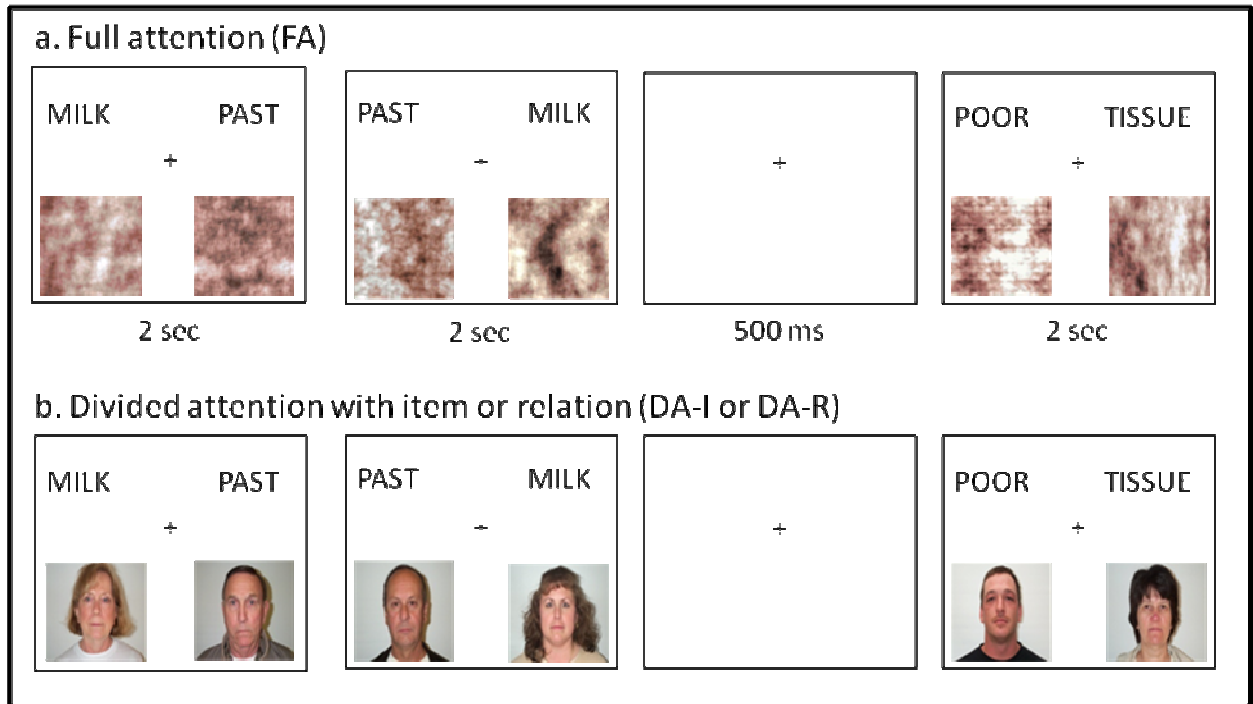 a. Full attention (FA)
MILK PAST PAST MILK POOR TISSUE
+ + + +
2 sec 2 sec 500 ms 2 sec
b. Divided attention with item or relation (DA-I or DA-R)
MILK PAST PAST MILK POOR TISSUE
+ + + +